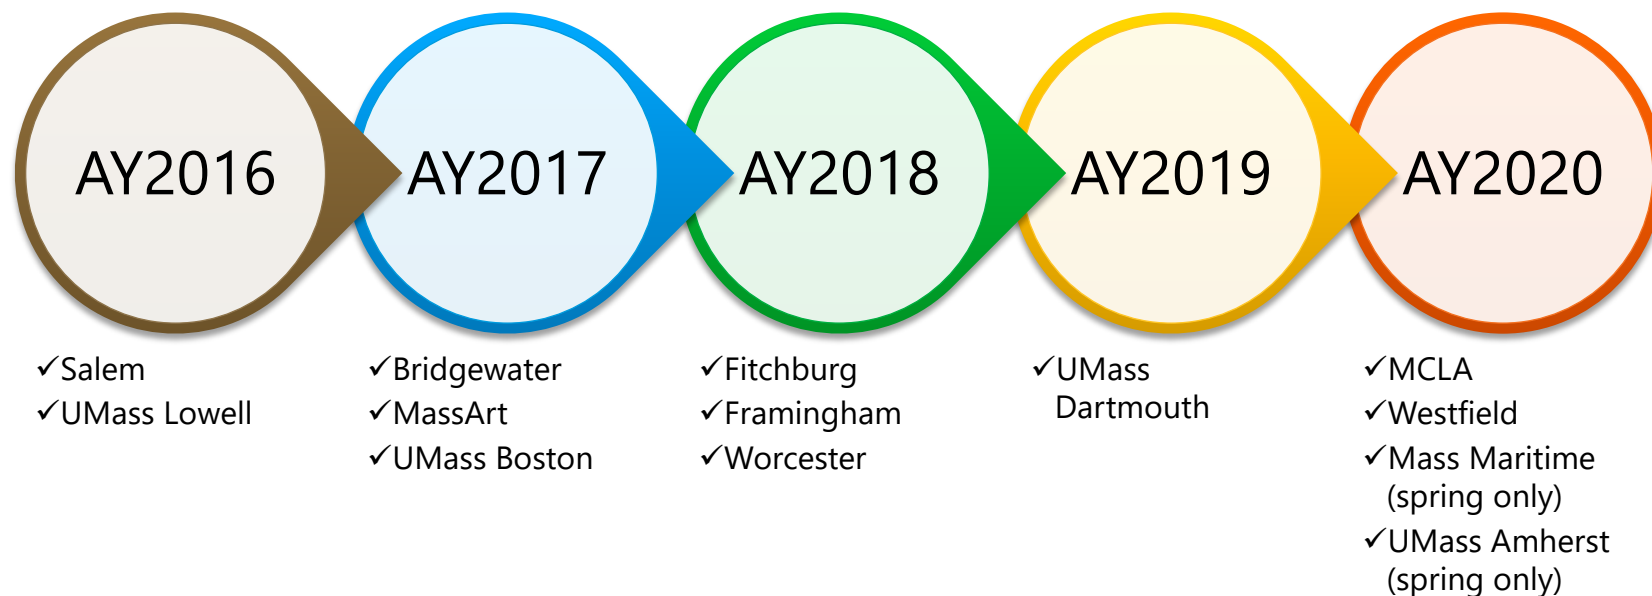 AY2016
AY2017
AY2018
AY2019
AY2020
✓Salem
✓UMass Lowell
✓Bridgewater
✓MassArt
✓UMass Boston
✓Fitchburg
✓Framingham
✓Worcester
✓UMass
Dartmouth
✓MCLA
✓Westfield
✓Mass Maritime
(spring only)
✓UMass Amherst
(spring only)